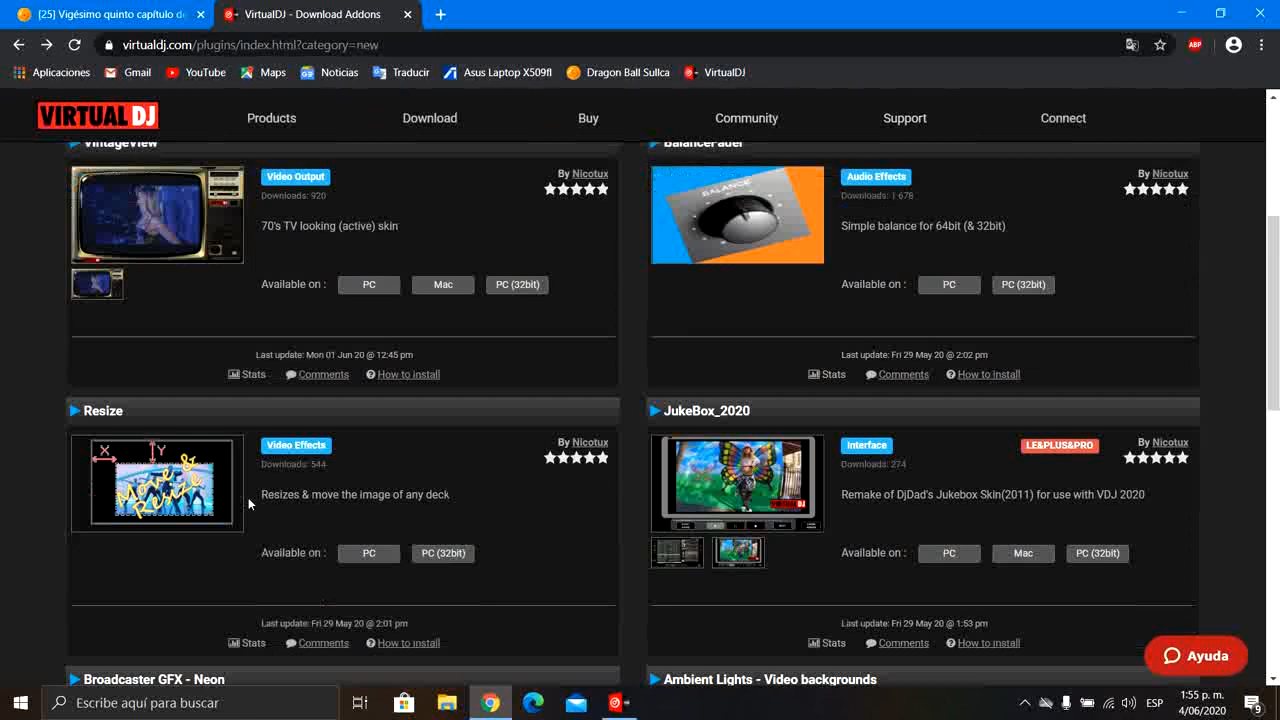 [25] Vigésimo quinto capítulo de
VirtualDJ - Download Addons
virtualdj.com/plugins/index.html?category=new
ABP
Aplicaciones
Gmail
YouTube
Maps
Noticias
Traducir
Asus Laptop X509fl
Dragon Ball Sullca
VirtualDJ
VIRTUAL DJ
Products
Download
Buy
Community
Support
Connect
VintageView
Video Output
By Nicotux
Downloads: 920
70's TV looking (active) skin
Available on :
PC
Mac
PC (32bit)
Last update: Mon 01 Jun 20 @ 12:45 pm
Stats
Comments
How to install
BalanceFader
BALANCE
Audio Effects
By Nicotux
Downloads: 1 678
Simple balance for 64bit (& 32bit)
Available on :
PC
PC (32bit)
Last update: Fri 29 May 20 @ 2:02 pm
Stats
Comments
How to install
Resize
X
Y
Move &
Resize
Video Effects
By Nicotux
Downloads: 544
Resizes & move the image of any deck
Available on :
PC
PC (32bit)
Last update: Fri 29 May 20 @ 2:01 pm
Stats
Comments
How to install
JukeBox_2020
VIRTUAL DJ
Interface
LE&PLUS&PRO
By Nicotux
Downloads: 274
Remake of DjDad's Jukebox Skin(2011) for use with VDJ 2020
Available on :
PC
Mac
PC (32bit)
Last update: Fri 29 May 20 @ 1:53 pm
Stats
Comments
How to install
Broadcaster GFX - Neon
Ambient Lights - Video backgrounds
Ayuda
Escribe aquí para buscar
ESP
1:55 p. m.
4/06/2020
9